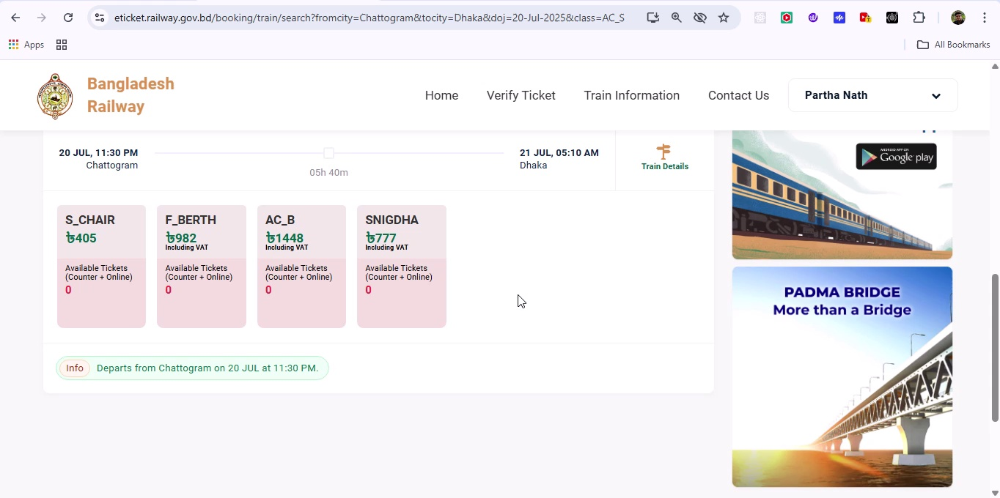 eticket.railway.gov.bd/booking/train/search?fromcity=Chattogram&tocity=Dhaka&doj=20-Jul-2025&class=AC_S
Apps
All Bookmarks
Bangladesh
Railway
Home
Verify Ticket
Train Information
Contact Us
Partha Nath
20 JUL, 11:30 PM
Chattogram
05h 40m
21 JUL, 05:10 AM
Dhaka
Train Details
S_CHAIR
৳405
Available Tickets
(Counter + Online)
0
F_BERTH
৳982
Including VAT
Available Tickets
(Counter + Online)
0
AC_B
৳1448
Including VAT
Available Tickets
(Counter + Online)
0
SNIGDHA
৳777
Including VAT
Available Tickets
(Counter + Online)
0
Info
Departs from Chattogram on 20 JUL at 11:30 PM.
ANDROID APP ON
Google play
PADMA BRIDGE
More than a Bridge